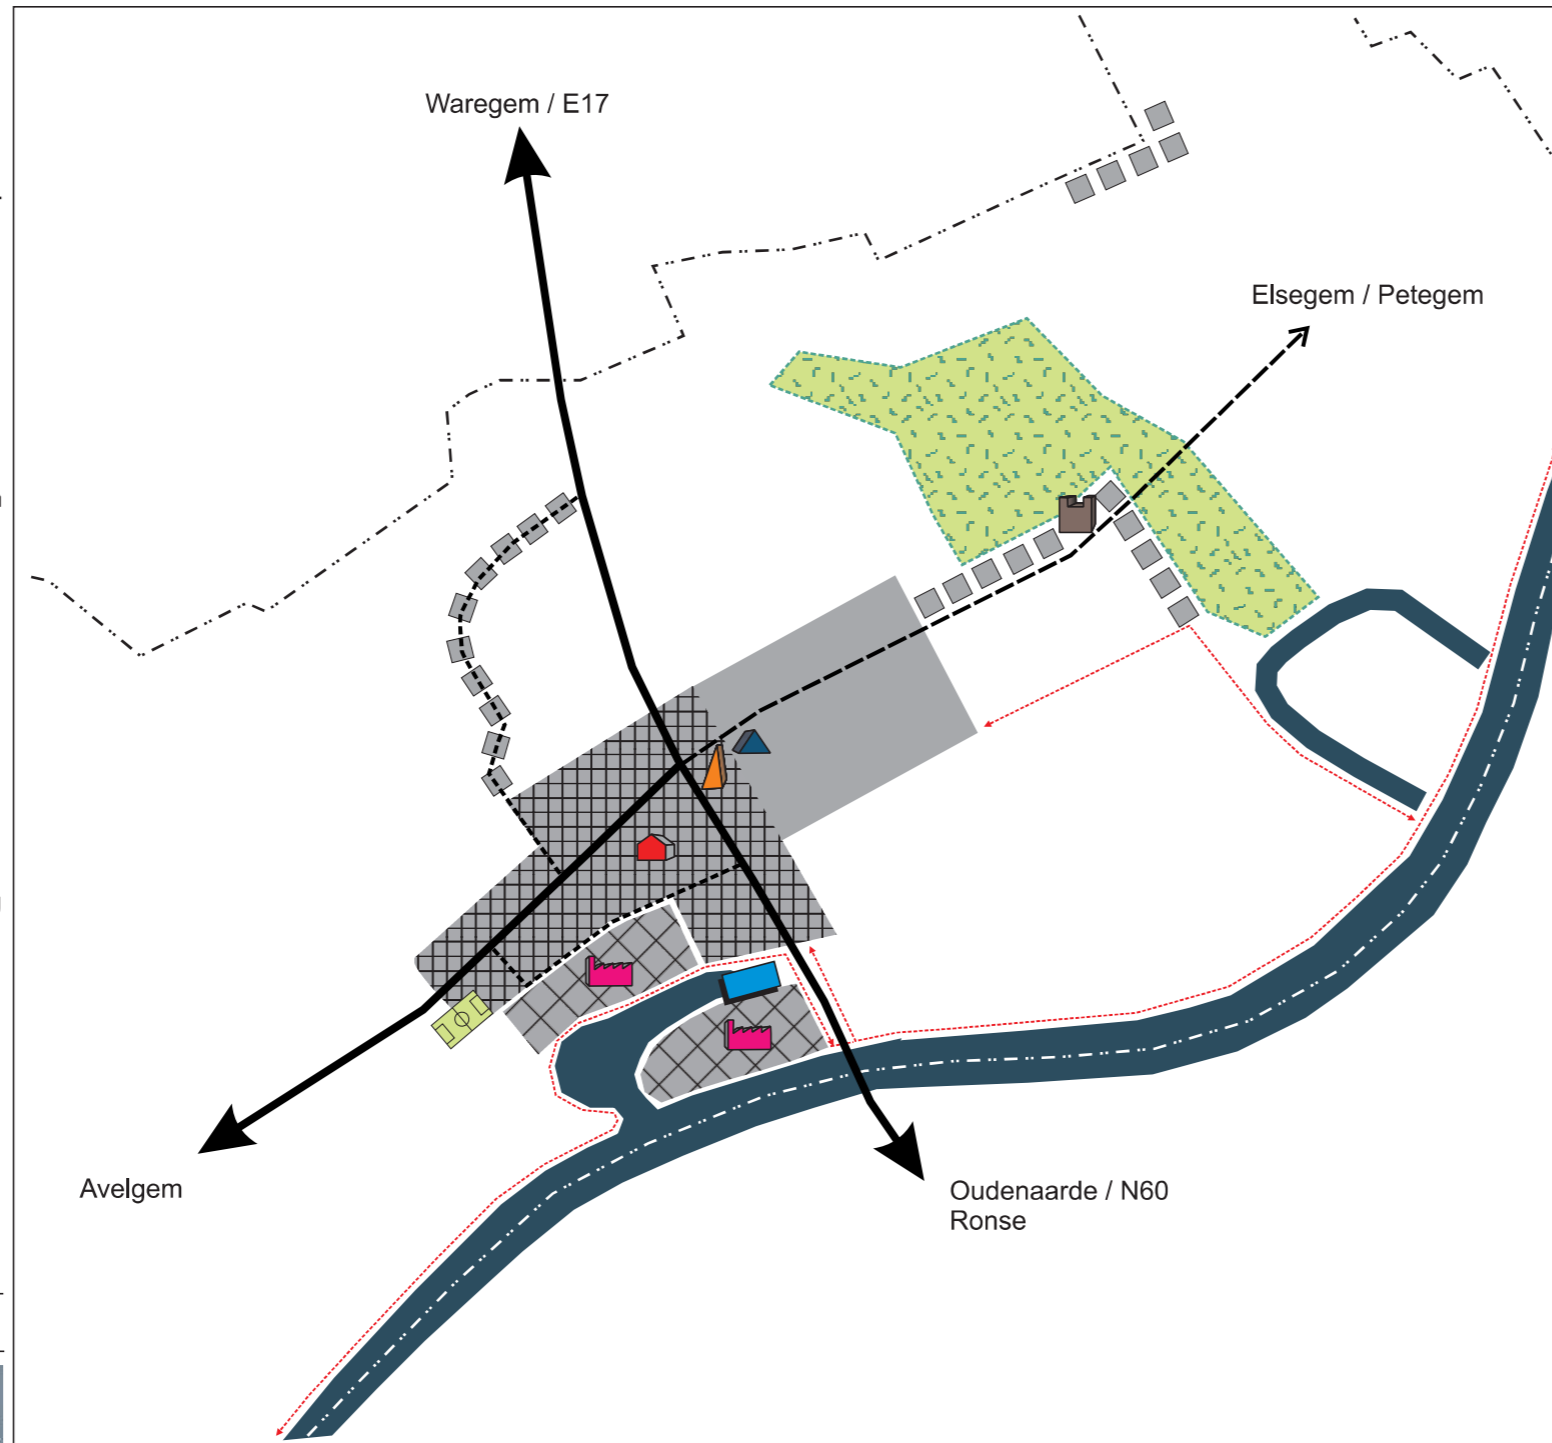 Waregem / E17
Elsegem / Petegem
Avelgem
Oudenaarde / N60
Ronse